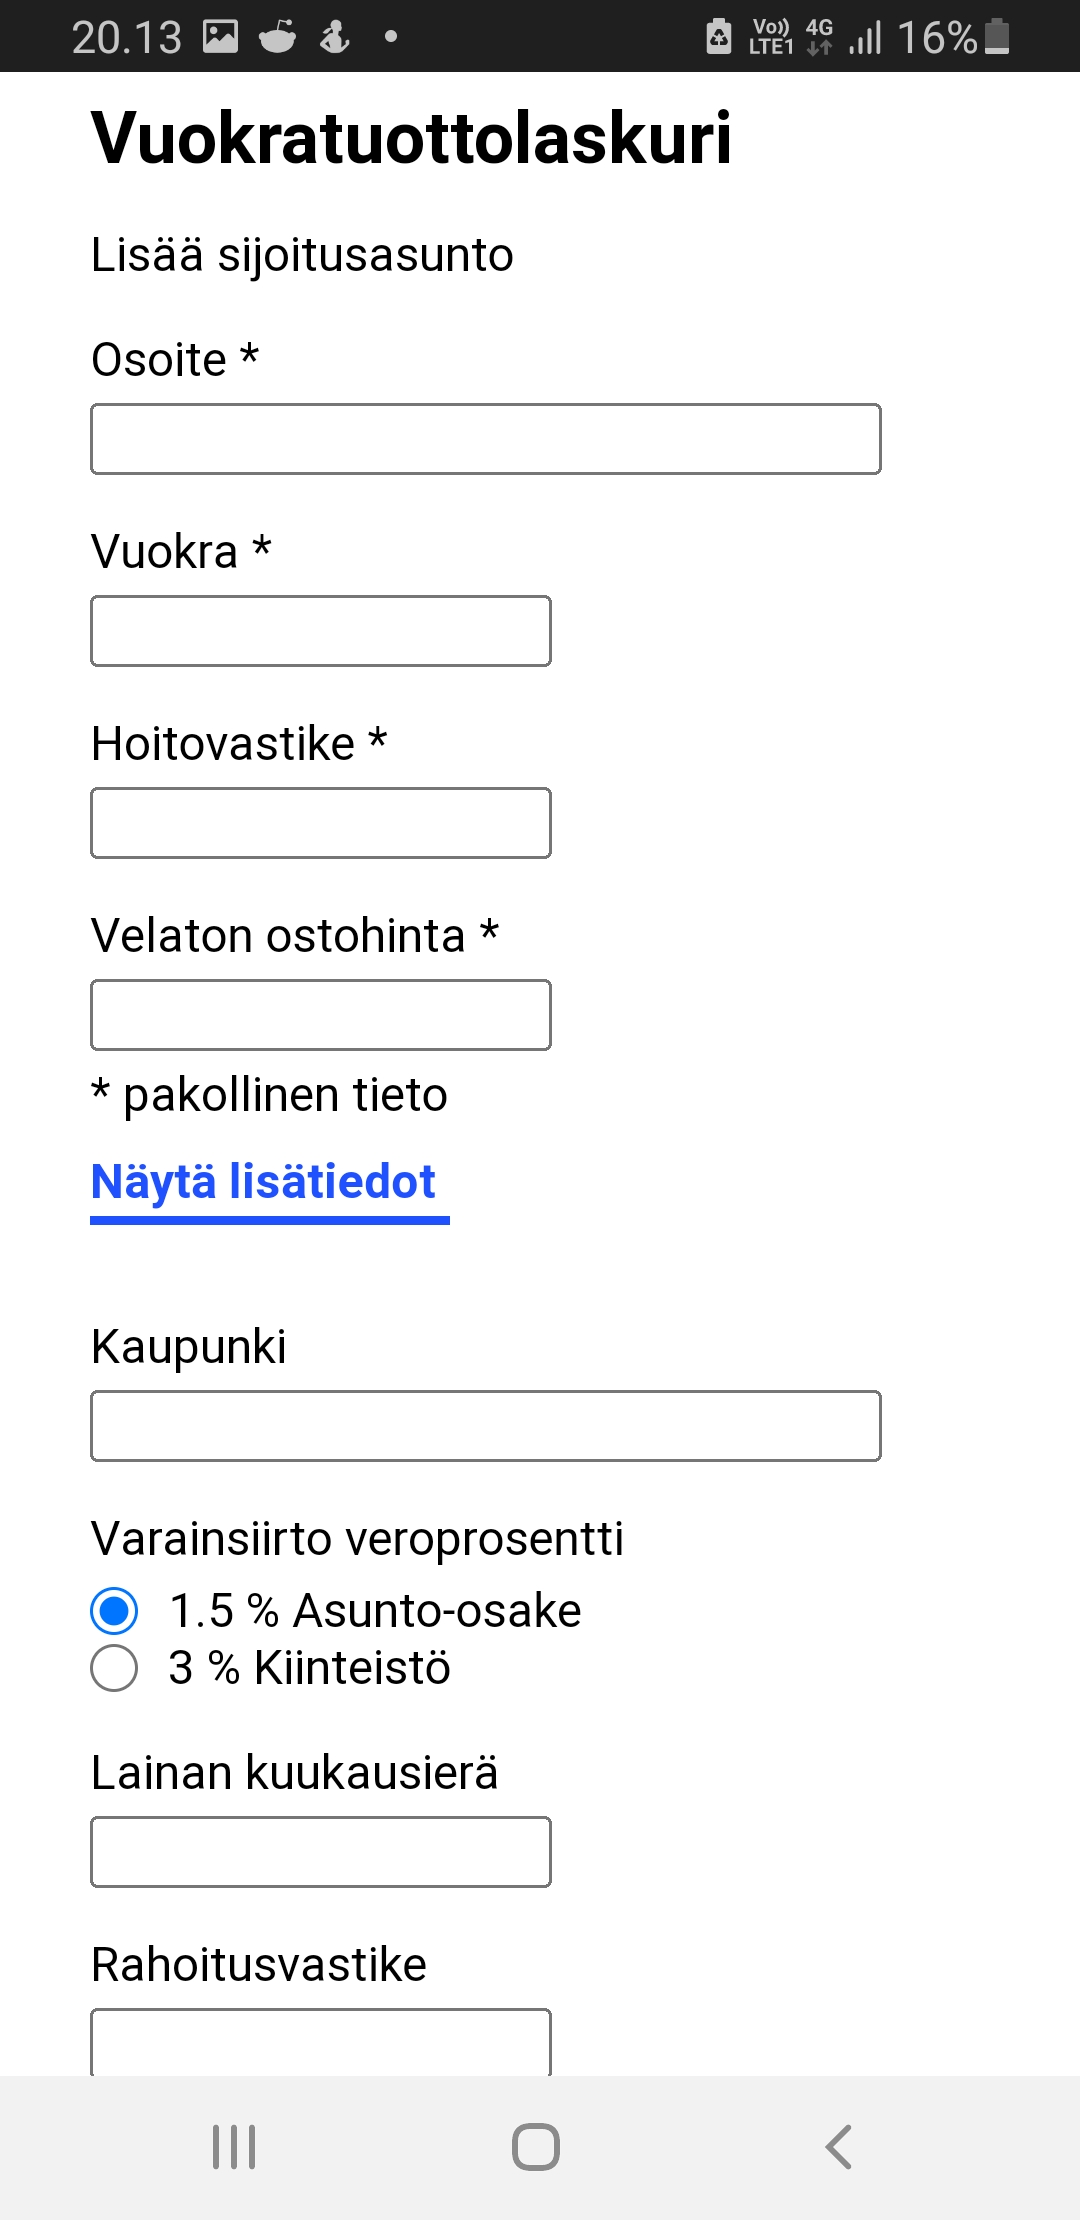 20.13 Vo)) LTE1 4G 16%
Vuokratuottolaskuri
Lisää sijoitusasunto
Osoite *
Vuokra *
Hoitovastike *
Velaton ostohinta *
* pakollinen tieto
Näytä lisätiedot
Kaupunki
Varainsiirto veroprosentti
1.5 % Asunto-osake
3 % Kiinteistö
Lainan kuukausierä
Rahoitusvastike